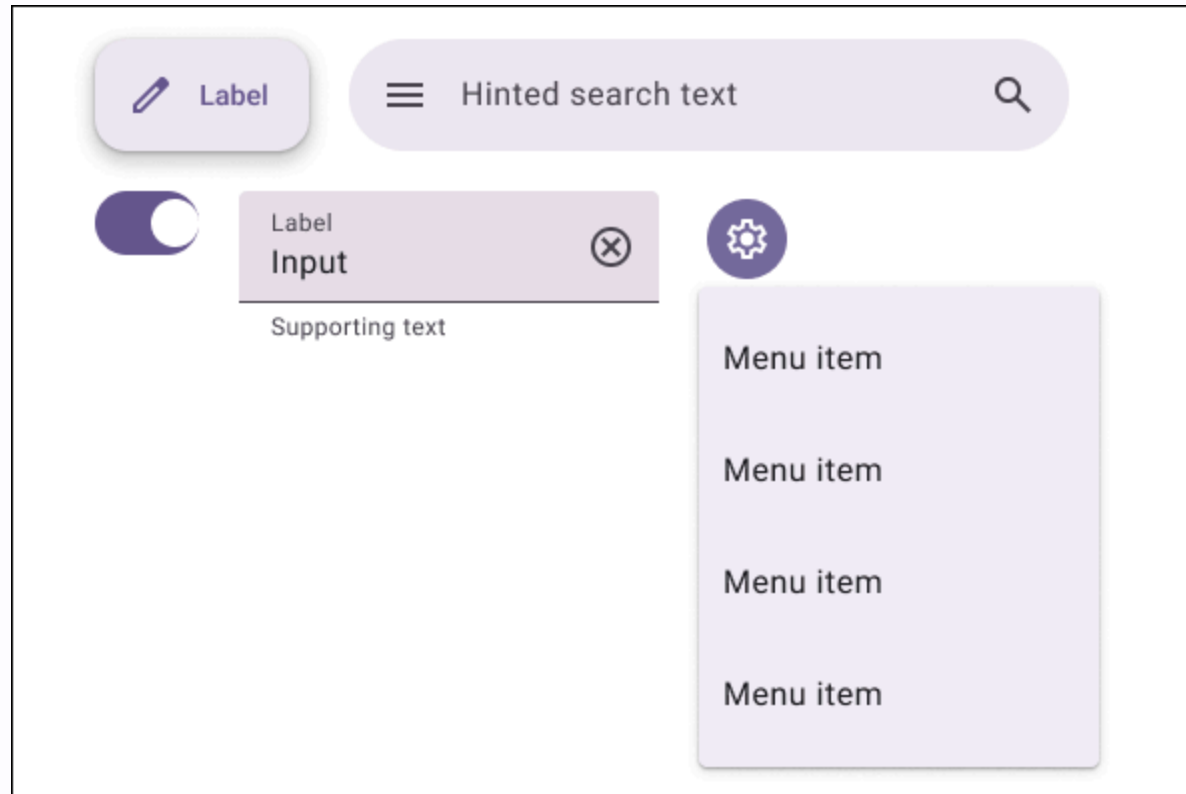 Label
Hinted search text
Label
Input
Supporting text
Menu item
Menu item
Menu item
Menu item